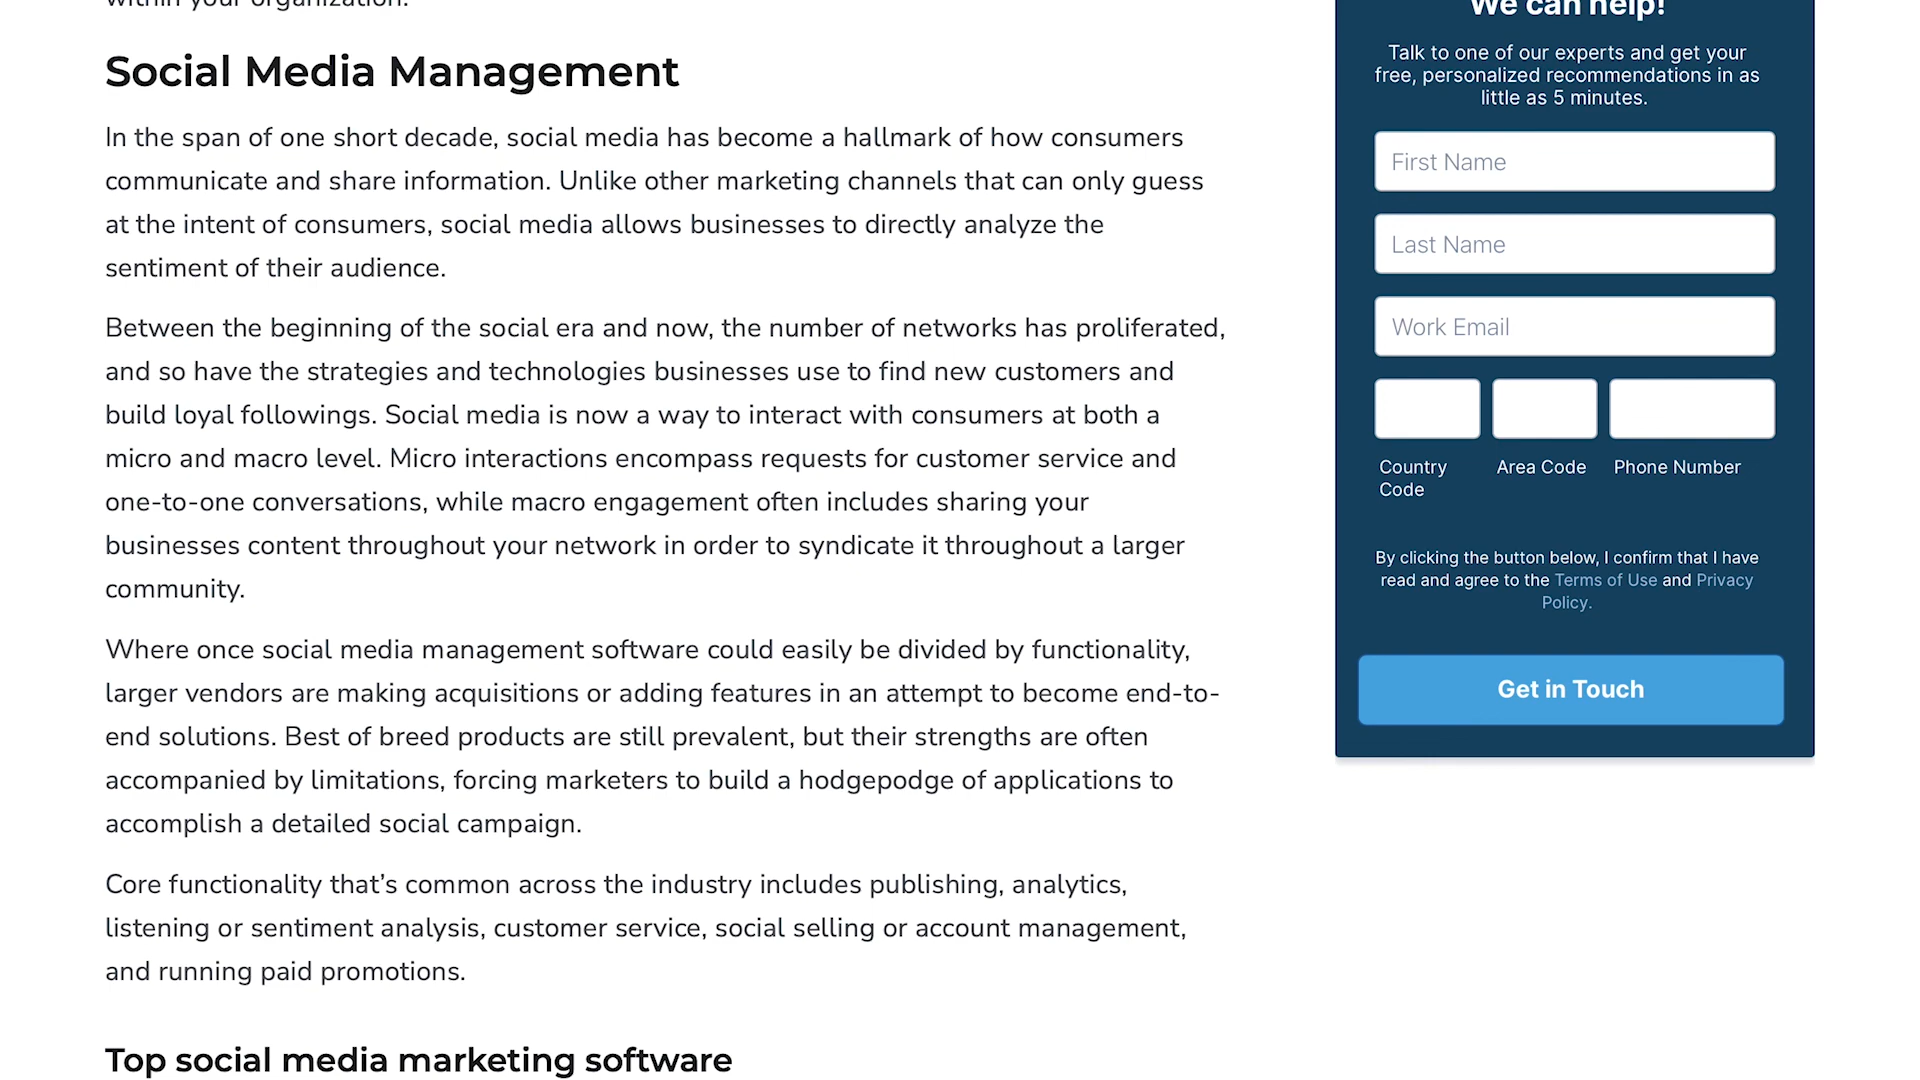 within your organization.
Social Media Management
In the span of one short decade, social media has become a hallmark of how consumers
communicate and share information. Unlike other marketing channels that can only guess
at the intent of consumers, social media allows businesses to directly analyze the
sentiment of their audience.
Between the beginning of the social era and now, the number of networks has proliferated,
and so have the strategies and technologies businesses use to find new customers and
build loyal followings. Social media is now a way to interact with consumers at both a
micro and macro level. Micro interactions encompass requests for customer service and
one-to-one conversations, while macro engagement often includes sharing your
businesses content throughout your network in order to syndicate it throughout a larger
community.
Where once social media management software could easily be divided by functionality,
larger vendors are making acquisitions or adding features in an attempt to become end-to-
end solutions. Best of breed products are still prevalent, but their strengths are often
accompanied by limitations, forcing marketers to build a hodgepodge of applications to
accomplish a detailed social campaign.
Core functionality that’s common across the industry includes publishing, analytics,
listening or sentiment analysis, customer service, social selling or account management,
and running paid promotions.
Top social media marketing software
We can help!
Talk to one of our experts and get your
free, personalized recommendations in as
little as 5 minutes.
First Name
Last Name
Work Email
Country
Code
Area Code
Phone Number
By clicking the button below, I confirm that I have
read and agree to the Terms of Use and Privacy
Policy.
Get in Touch